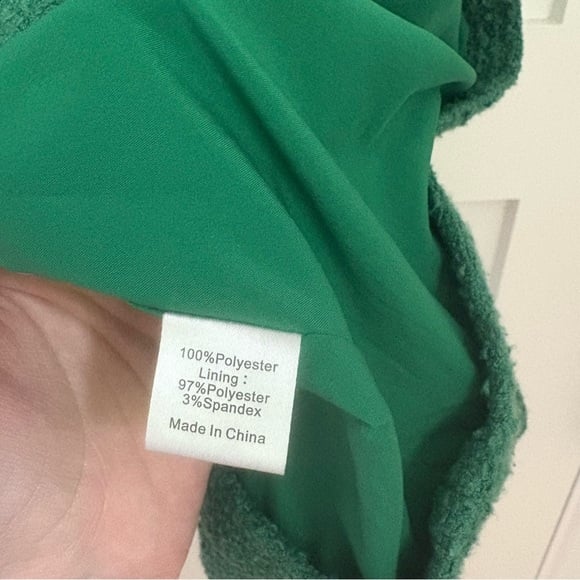 100%Polyester
Lining :
97%Polyester
3%Spandex
Made In China